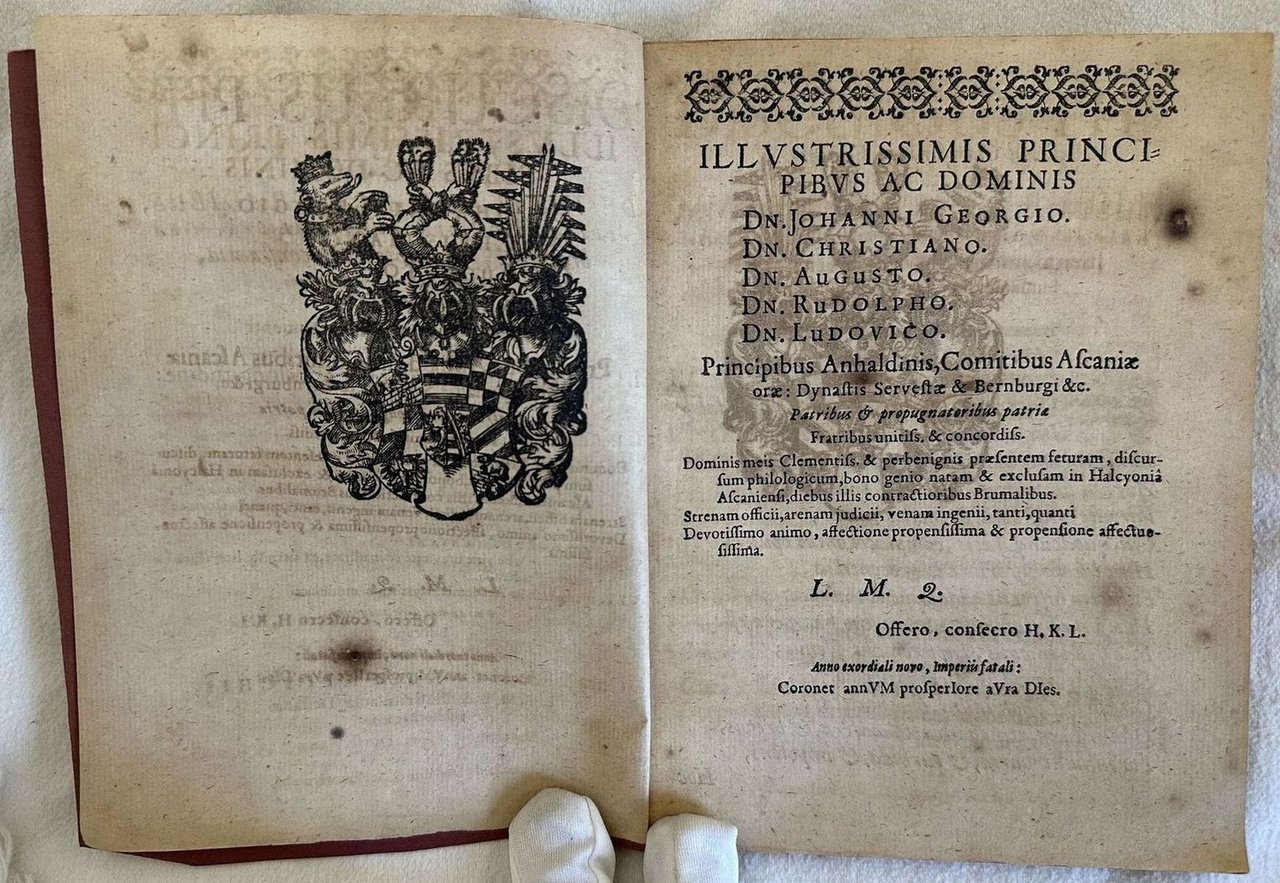 ILLVSTRISSIMIS PRINCI⸗
PIBVS AC DOMINIS
DN. JOHANNI GEORGIO.
DN. CHRISTIANO.
DN. AuGuSTO.
DN. RuDOLPHO.
DN. LuDOVICO.
Principibus Anhaldinis, Comitibus Aſcaniæ
oræ: Dynaſtis Serveſtæ & Bernburgi &c.
Patribus & propugnatoribus patriæ
Fratribus unitiſs. & concordiſs.
Dominis meis Clementiſs. & perbenignis præſentem feturam, diſcur-
ſum philologicum, bono genio natam & excluſam in Halcyoniâ
Aſcanienſi, diebus illis contractioribus Brumalibus.
Strenam officii, arenam judicii, venam ingenii, tanti, quanti
Devotiſſimo animo, affectione propenſiſſima & propenſione affectuo-
ſiſſima.
L. M. Q.
Offero, conſecro H. K. L.
Anno exordiali novo, Imperiis fatali:
Coronet annVM proſperIore aVra DIes.